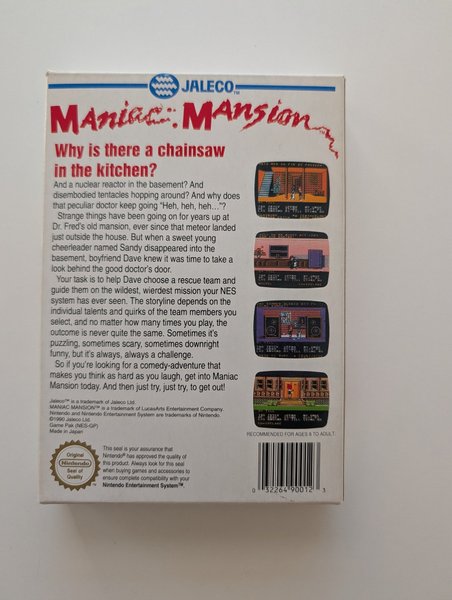 JALECO™
Maniac Mansion
Why is there a chainsaw
in the kitchen?
And a nuclear reactor in the basement? And
disembodied tentacles hopping around? And why does
that peculiar doctor keep going "Heh, heh, heh..."?
Strange things have been going on for years up at
Dr. Fred's old mansion, ever since that meteor landed
just outside the house. But when a sweet young
cheerleader named Sandy disappeared into the
basement, boyfriend Dave knew it was time to take a
look behind the good doctor's door.
Your task is to help Dave choose a rescue team and
guide them on the wildest, wierdest mission your NES
system has ever seen. The storyline depends on the
individual talents and quirks of the team members you
select, and no matter how many times you play, the
outcome is never quite the same. Sometimes it's
puzzling, sometimes scary, sometimes downright
funny, but it's always, always a challenge.
So if you're looking for a comedy-adventure that
makes you think as hard as you laugh, get into Maniac
Mansion today. And then just try, just try, to get out!
Jaleco™ is a trademark of Jaleco Ltd.
MANIAC MANSION™ is a trademark of LucasArts Entertainment Company.
Nintendo and Nintendo Entertainment System are trademarks of Nintendo.
©1990 Jaleco Ltd.
Game Pak (NES-GP)
Made in Japan
RECOMMENDED FOR AGES 8 TO ADULT.
Original
Nintendo
Seal of
Quality
This seal is your assurance that
Nintendo® has approved the quality of
this product. Always look for this seal
when buying games and accessories to
ensure complete compatibility with your
Nintendo Entertainment System™.
0 32264 90012 3